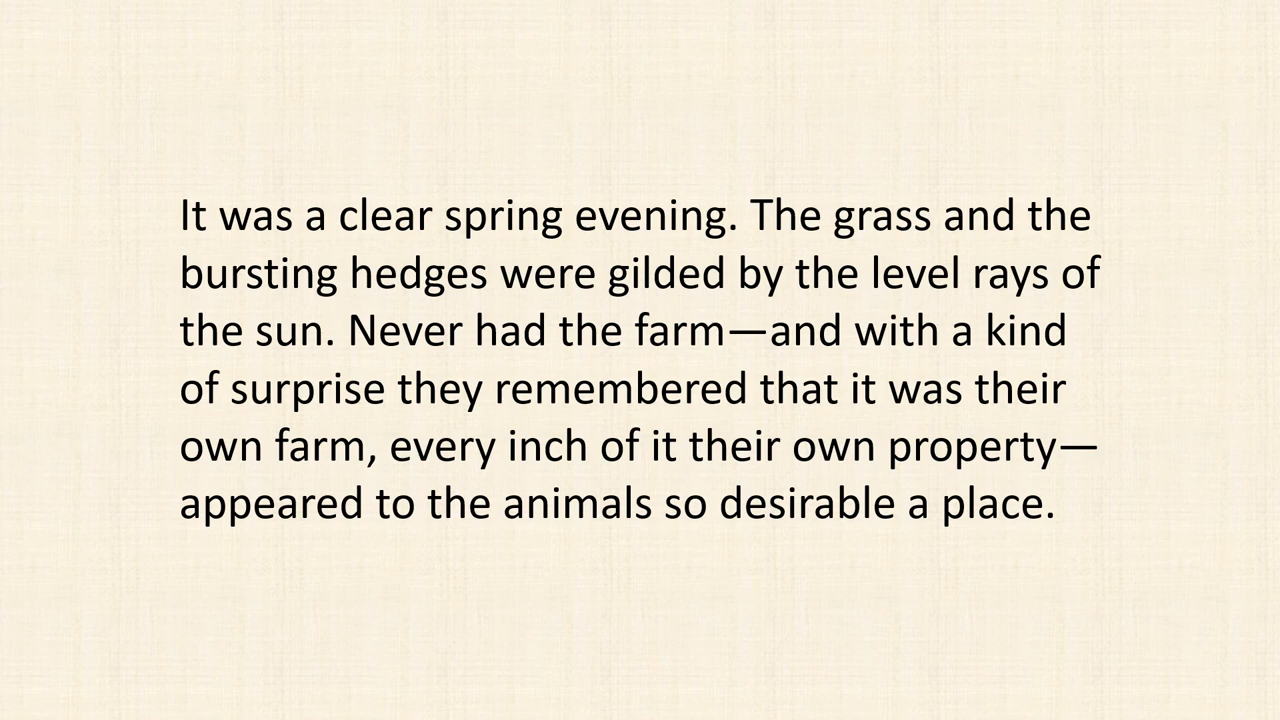 It was a clear spring evening. The grass and the
bursting hedges were gilded by the level rays of
the sun. Never had the farm—and with a kind
of surprise they remembered that it was their
own farm, every inch of it their own property—
appeared to the animals so desirable a place.